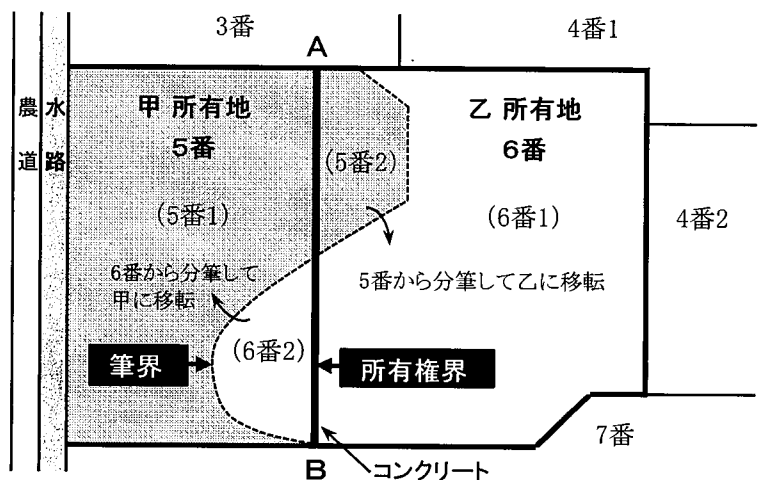 3番
4番1
A
農道
水路
甲 所有地
5番
乙 所有地
6番
(5番2)
(5番1)
(6番1)
4番2
6番から分筆して
甲に移転
5番から分筆して乙に移転
(6番2)
筆界
所有権界
7番
B
コンクリート